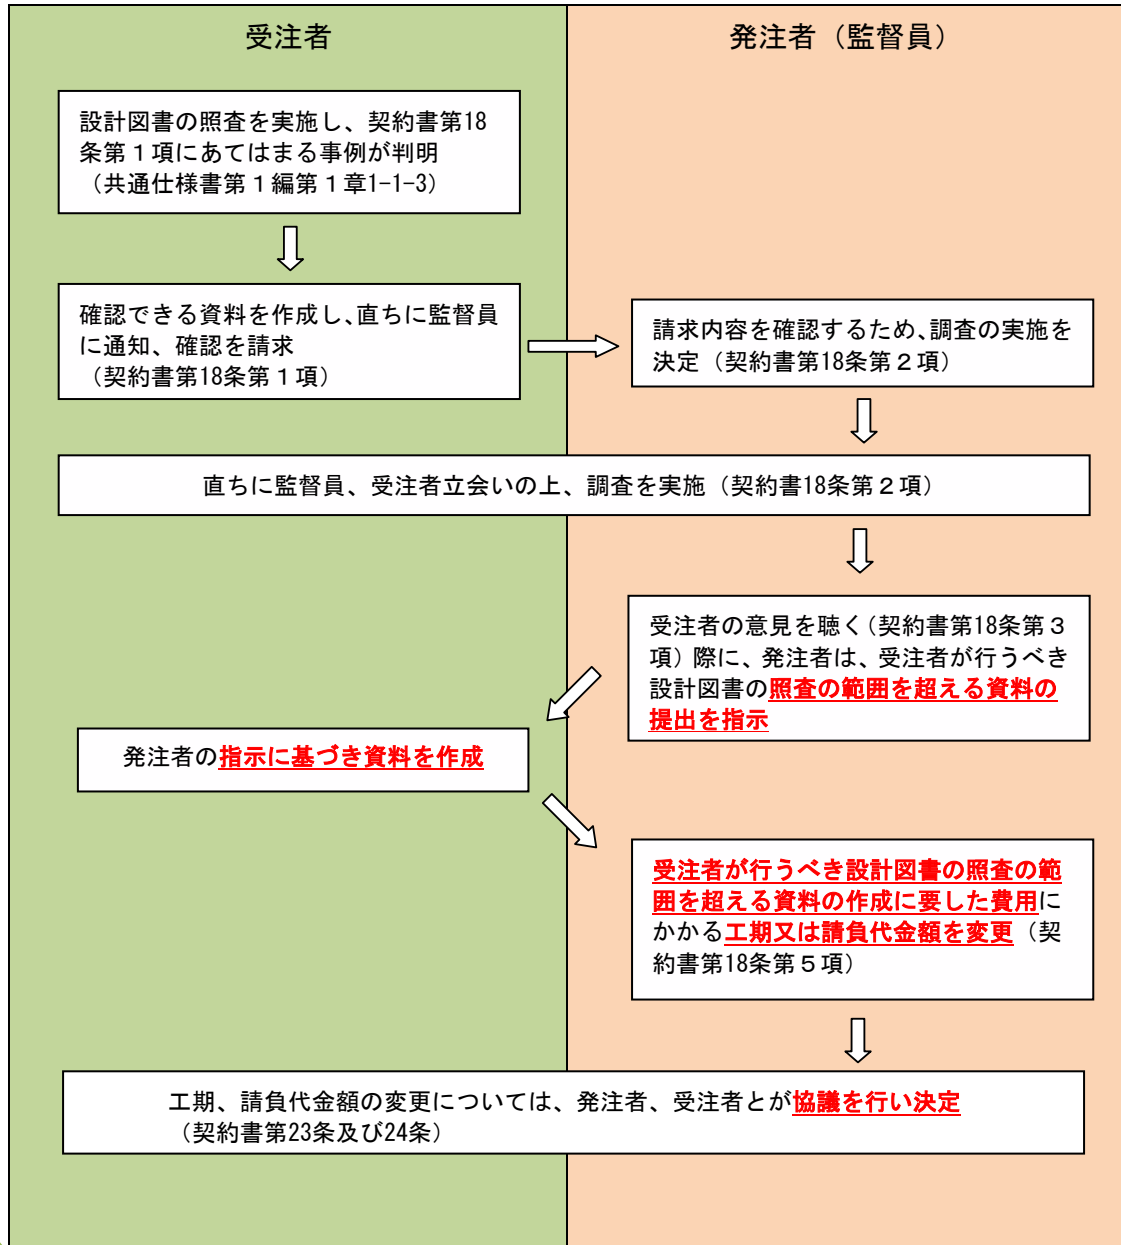 受注者
発注者（監督員）
設計図書の照査を実施し、契約書第18
条第１項にあてはまる事例が判明
（共通仕様書第１編第１章1-1-3）
確認できる資料を作成し、直ちに監督員
に通知、確認を請求
（契約書第18条第１項）
請求内容を確認するため、調査の実施を
決定（契約書第18条第２項）
直ちに監督員、受注者立会いの上、調査を実施（契約書18条第２項）
受注者の意見を聴く（契約書第18条第３
項）際に、発注者は、受注者が行うべき
設計図書の照査の範囲を超える資料の
提出を指示
発注者の指示に基づき資料を作成
受注者が行うべき設計図書の照査の範
囲を超える資料の作成に要した費用に
かかる工期又は請負代金額を変更（契
約書第18条第５項）
工期、請負代金額の変更については、発注者、受注者とが協議を行い決定
（契約書第23条及び24条）